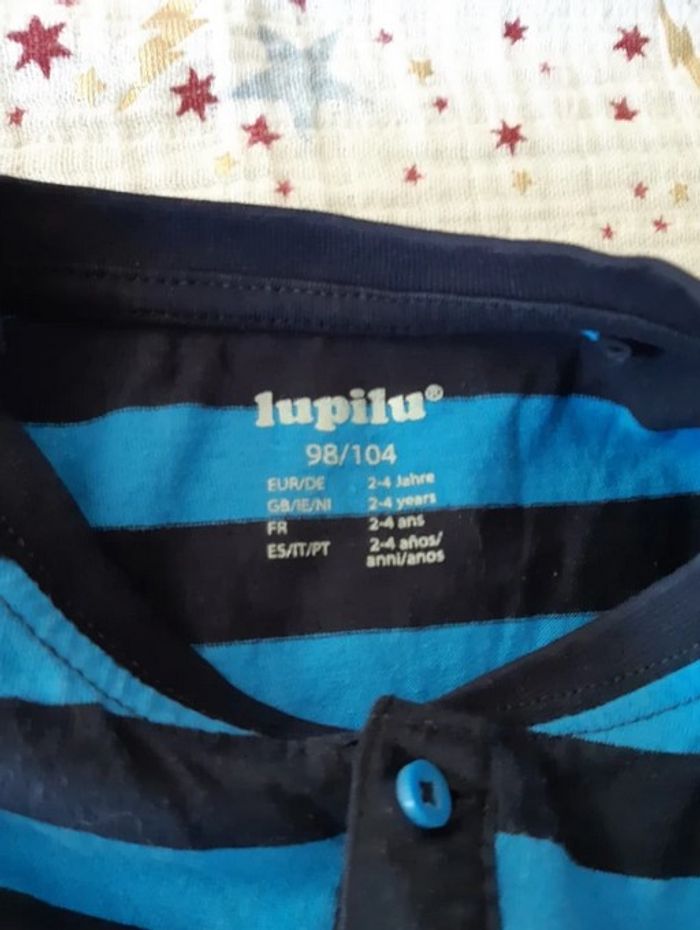 lupilu®
98/104
EUR/DE 2-4 Jahre
GB/IE/NI 2-4 years
FR 2-4 ans
ES/IT/PT 2-4 años/
anni/anos